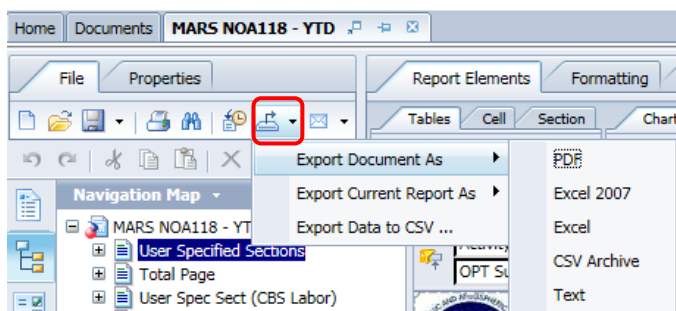 Home Documents MARS NOA118 - YTD
File Properties
Report Elements Formatting
Tables Cell Section Chart
Export Document As
Export Current Report As
Export Data to CSV ...
PDF
Excel 2007
Excel
CSV Archive
Text
Navigation Map
MARS NOA118 - YT
User Specified Sections
Total Page
User Spec Sect (CBS Labor)
Activity
OPT Su